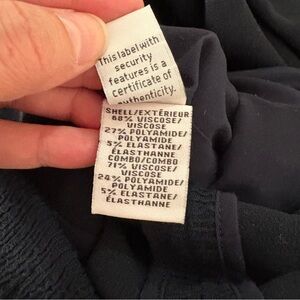 This label with
security
features is a
certificate of
authenticity.
SHELL/EXTÉRIEUR
68% VISCOSE/
VISCOSE
27% POLYAMIDE/
POLYAMIDE
5% ELASTANE/
ÉLASTHANNE
COMBO/COMBO
71% VISCOSE/
VISCOSE
24% POLYAMIDE/
POLYAMIDE
5% ELASTANE/
ÉLASTHANNE